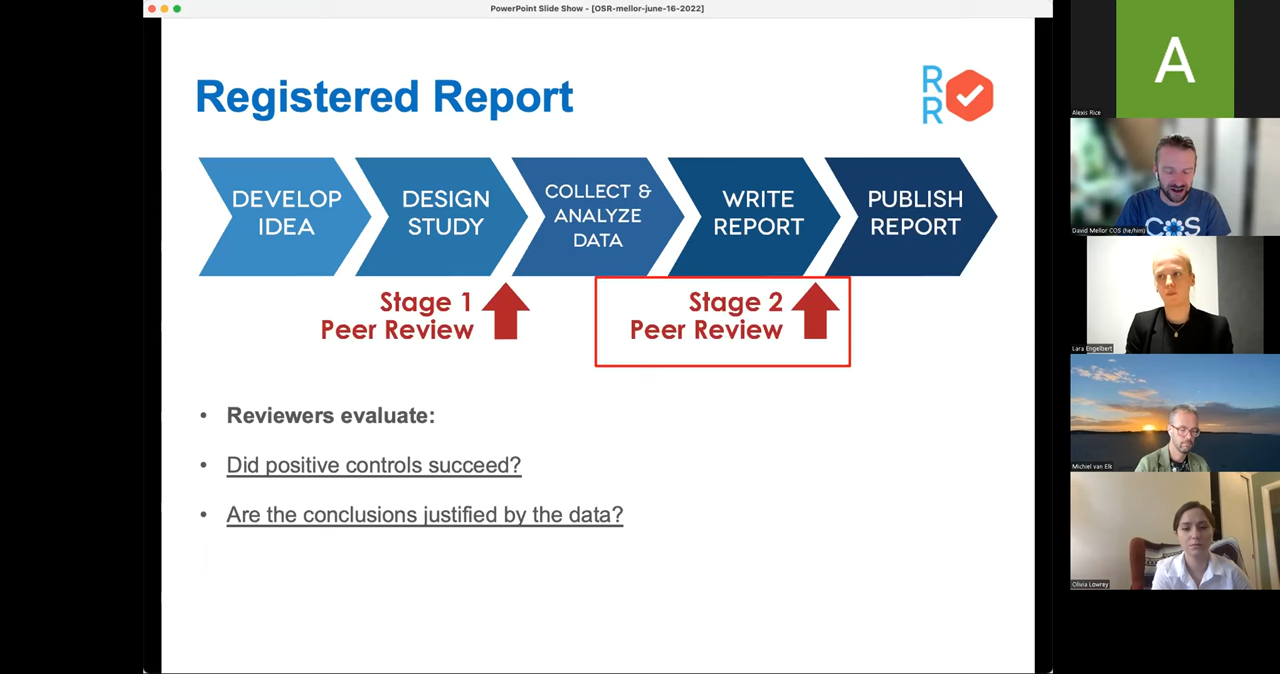 PowerPoint Slide Show - [OSR-mellor-june-16-2022]
Registered Report
R
R
DEVELOP
IDEA
DESIGN
STUDY
COLLECT &
ANALYZE
DATA
WRITE
REPORT
PUBLISH
REPORT
Stage 1
Peer Review
Stage 2
Peer Review
• Reviewers evaluate:
• Did positive controls succeed?
• Are the conclusions justified by the data?
A
Alexis Rice
COS
David Mellor COS (he/him)
Lara Engelbert
Michiel van Elk
Olivia Lowrey